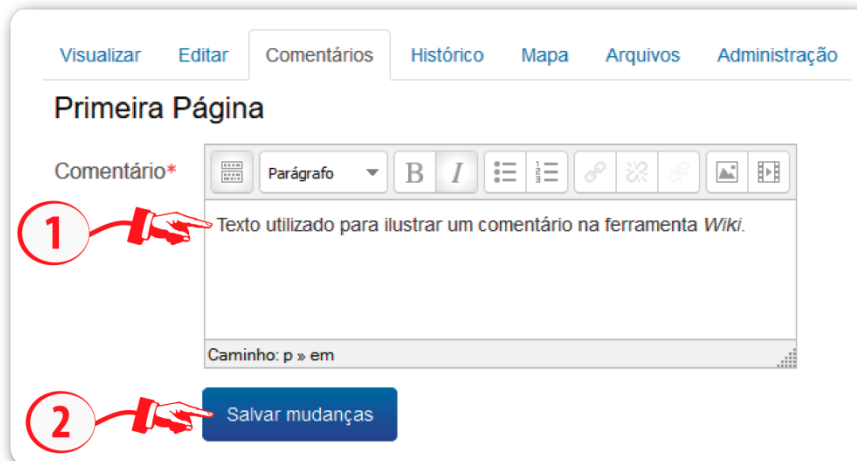 Visualizar Editar Comentários Histórico Mapa Arquivos Administração
Primeira Página
Comentário*
Parágrafo B I
1 Texto utilizado para ilustrar um comentário na ferramenta Wiki.
Caminho: p » em
2 Salvar mudanças